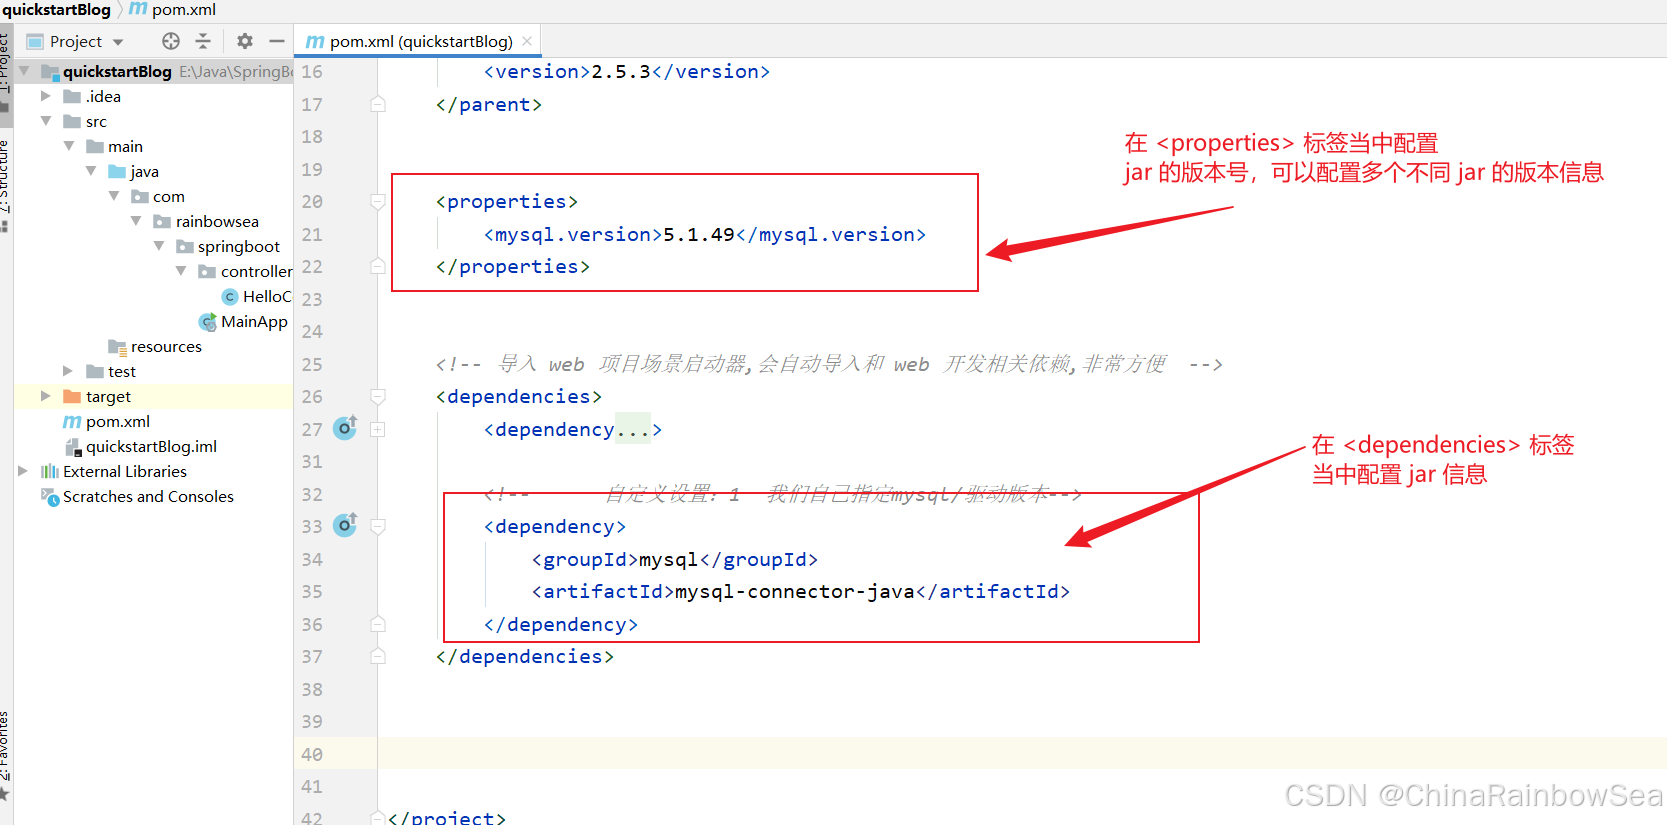 quickstartBlog 〉 m pom.xml
Project
m pom.xml (quickstartBlog) ×
1: Project
7: Structure
2: Favorites
quickstartBlog E:\Java\SpringBo
.idea
src
main
java
com
rainbowsea
springboot
controller
HelloC
MainApp
resources
test
target
pom.xml
quickstartBlog.iml
External Libraries
Scratches and Concoles
16 <version>2.5.3</version>
17 </parent>
18
19
20 <properties>
21 <mysql.version>5.1.49</mysql.version>
22 </properties>
23
24
25 <!-- 导入 web 项目场景启动器,会自动导入和 web 开发相关依赖,非常方便 -->
26 <dependencies>
27 <dependency...>
31
32 <!-- 自定义设置: 1 我们自己指定mysql/驱动版本-->
33 <dependency>
34 <groupId>mysql</groupId>
35 <artifactId>mysql-connector-java</artifactId>
36 </dependency>
37 </dependencies>
38
39
40
41
42 </project>
在 <properties> 标签当中配置
jar 的版本号，可以配置多个不同 jar 的版本信息
在 <dependencies> 标签
当中配置 jar 信息
CSDN @ChinaRainbowSea